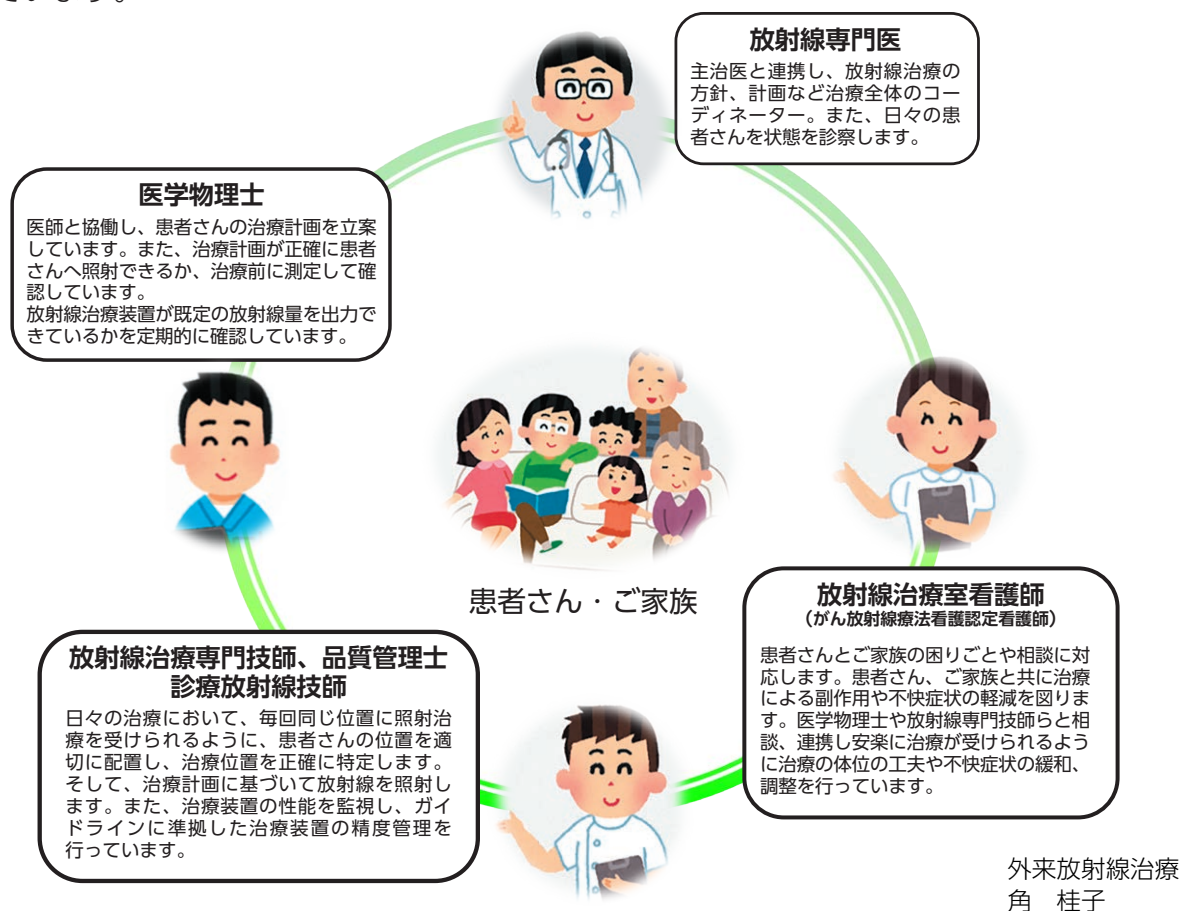 ています。
放射線専門医
主治医と連携し、放射線治療の
方針、計画など治療全体のコー
ディネーター。また、日々の患
者さんを状態を診察します。
医学物理士
医師と協働し、患者さんの治療計画を立案
しています。また、治療計画が正確に患者
さんへ照射できるか、治療前に測定して確
認しています。
放射線治療装置が既定の放射線量を出力で
きているかを定期的に確認しています。
患者さん・ご家族
放射線治療室看護師
（がん放射線療法看護認定看護師）
患者さんとご家族の困りごとや相談に対
応します。患者さん、ご家族と共に治療
による副作用や不快症状の軽減を図りま
す。医学物理士や放射線専門技師らと相
談、連携し安楽に治療が受けられるよう
に治療の体位の工夫や不快症状の緩和、
調整を行っています。
放射線治療専門技師、品質管理士
診療放射線技師
日々の治療において、毎回同じ位置に照射治
療を受けられるように、患者さんの位置を適
切に配置し、治療位置を正確に特定します。
そして、治療計画に基づいて放射線を照射し
ます。また、治療装置の性能を監視し、ガイ
ドラインに準拠した治療装置の精度管理を
行っています。
外来放射線治療
角　桂子